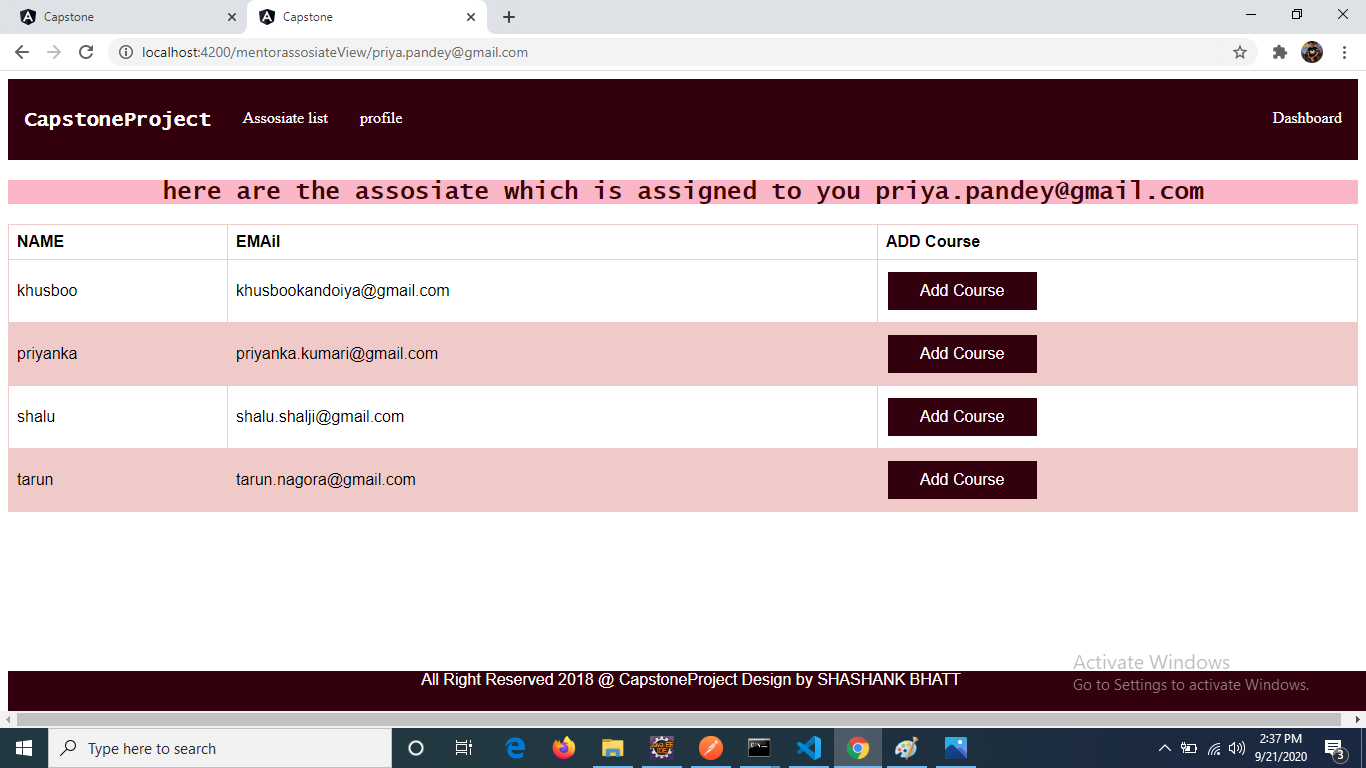 Capstone
Capstone
localhost:4200/mentorassosiateView/priya.pandey@gmail.com
CapstoneProject Assosiate list profile Dashboard
here are the assosiate which is assigned to you priya.pandey@gmail.com
NAME EMAil ADD Course
khusboo khusbookandoiya@gmail.com Add Course
priyanka priyanka.kumari@gmail.com Add Course
shalu shalu.shalji@gmail.com Add Course
tarun tarun.nagora@gmail.com Add Course
Activate Windows
All Right Reserved 2018 @ CapstoneProject Design by SHASHANK BHATT
Go to Settings to activate Windows.
Type here to search
2:37 PM
9/21/2020
3